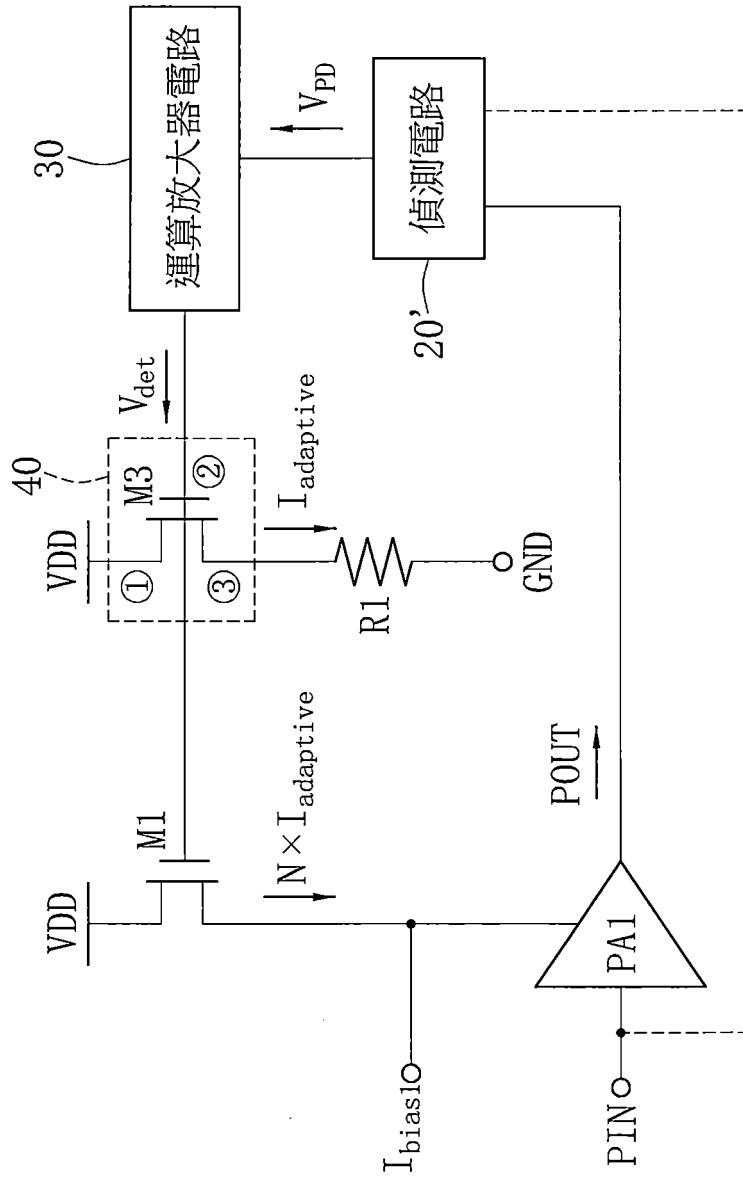 VDD
VDD
40
30
M1
M3
①
②
③
V_det
運算放大器電路
N×I_adaptive
I_adaptive
V_PD
R1
GND
偵測電路
20'
I_bias1
PIN
PA1
POUT